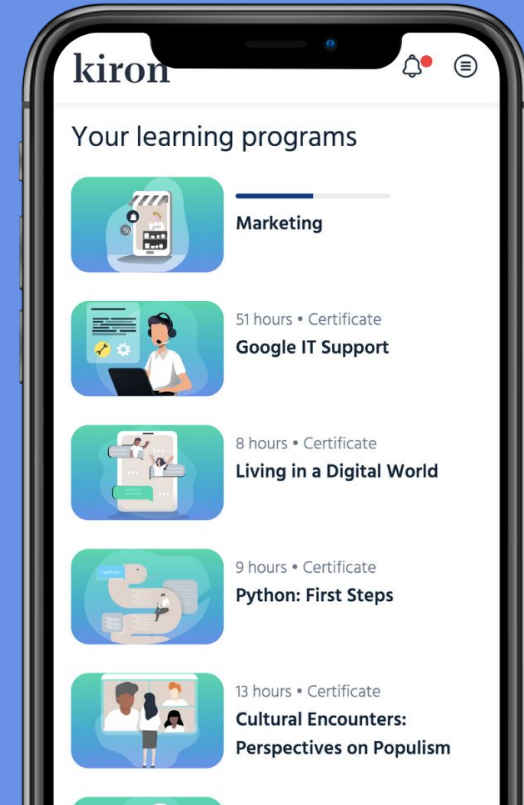 kiron
Your learning programs
Marketing
51 hours • Certificate
Google IT Support
8 hours • Certificate
Living in a Digital World
9 hours • Certificate
Python: First Steps
13 hours • Certificate
Cultural Encounters:
Perspectives on Populism